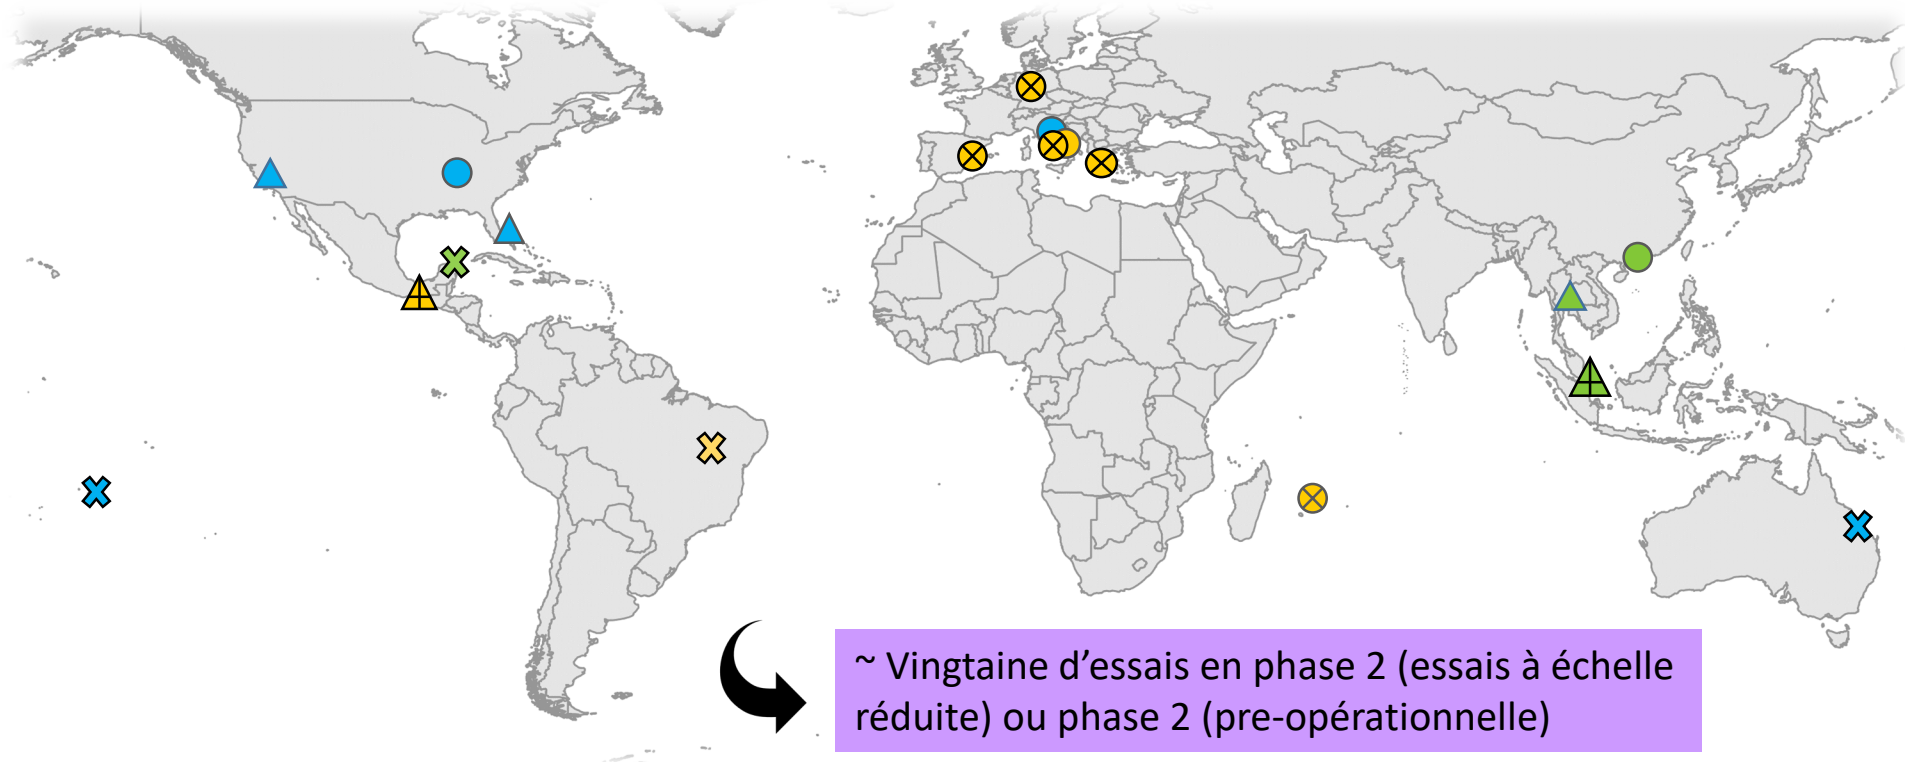 ~ Vingtaine d’essais en phase 2 (essais à échelle
réduite) ou phase 2 (pre-opérationnelle)